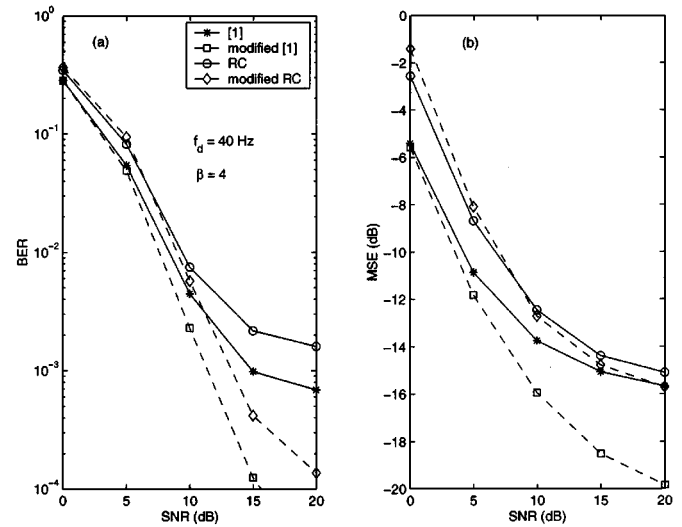 (a)
[1]
modified [1]
RC
modified RC
f_d = 40 Hz
β = 4
10^0
10^-1
10^-2
10^-3
10^-4
BER
0 5 10 15 20
SNR (dB)
(b)
0
-2
-4
-6
-8
-10
-12
-14
-16
-18
-20
MSE (dB)
0 5 10 15 20
SNR (dB)